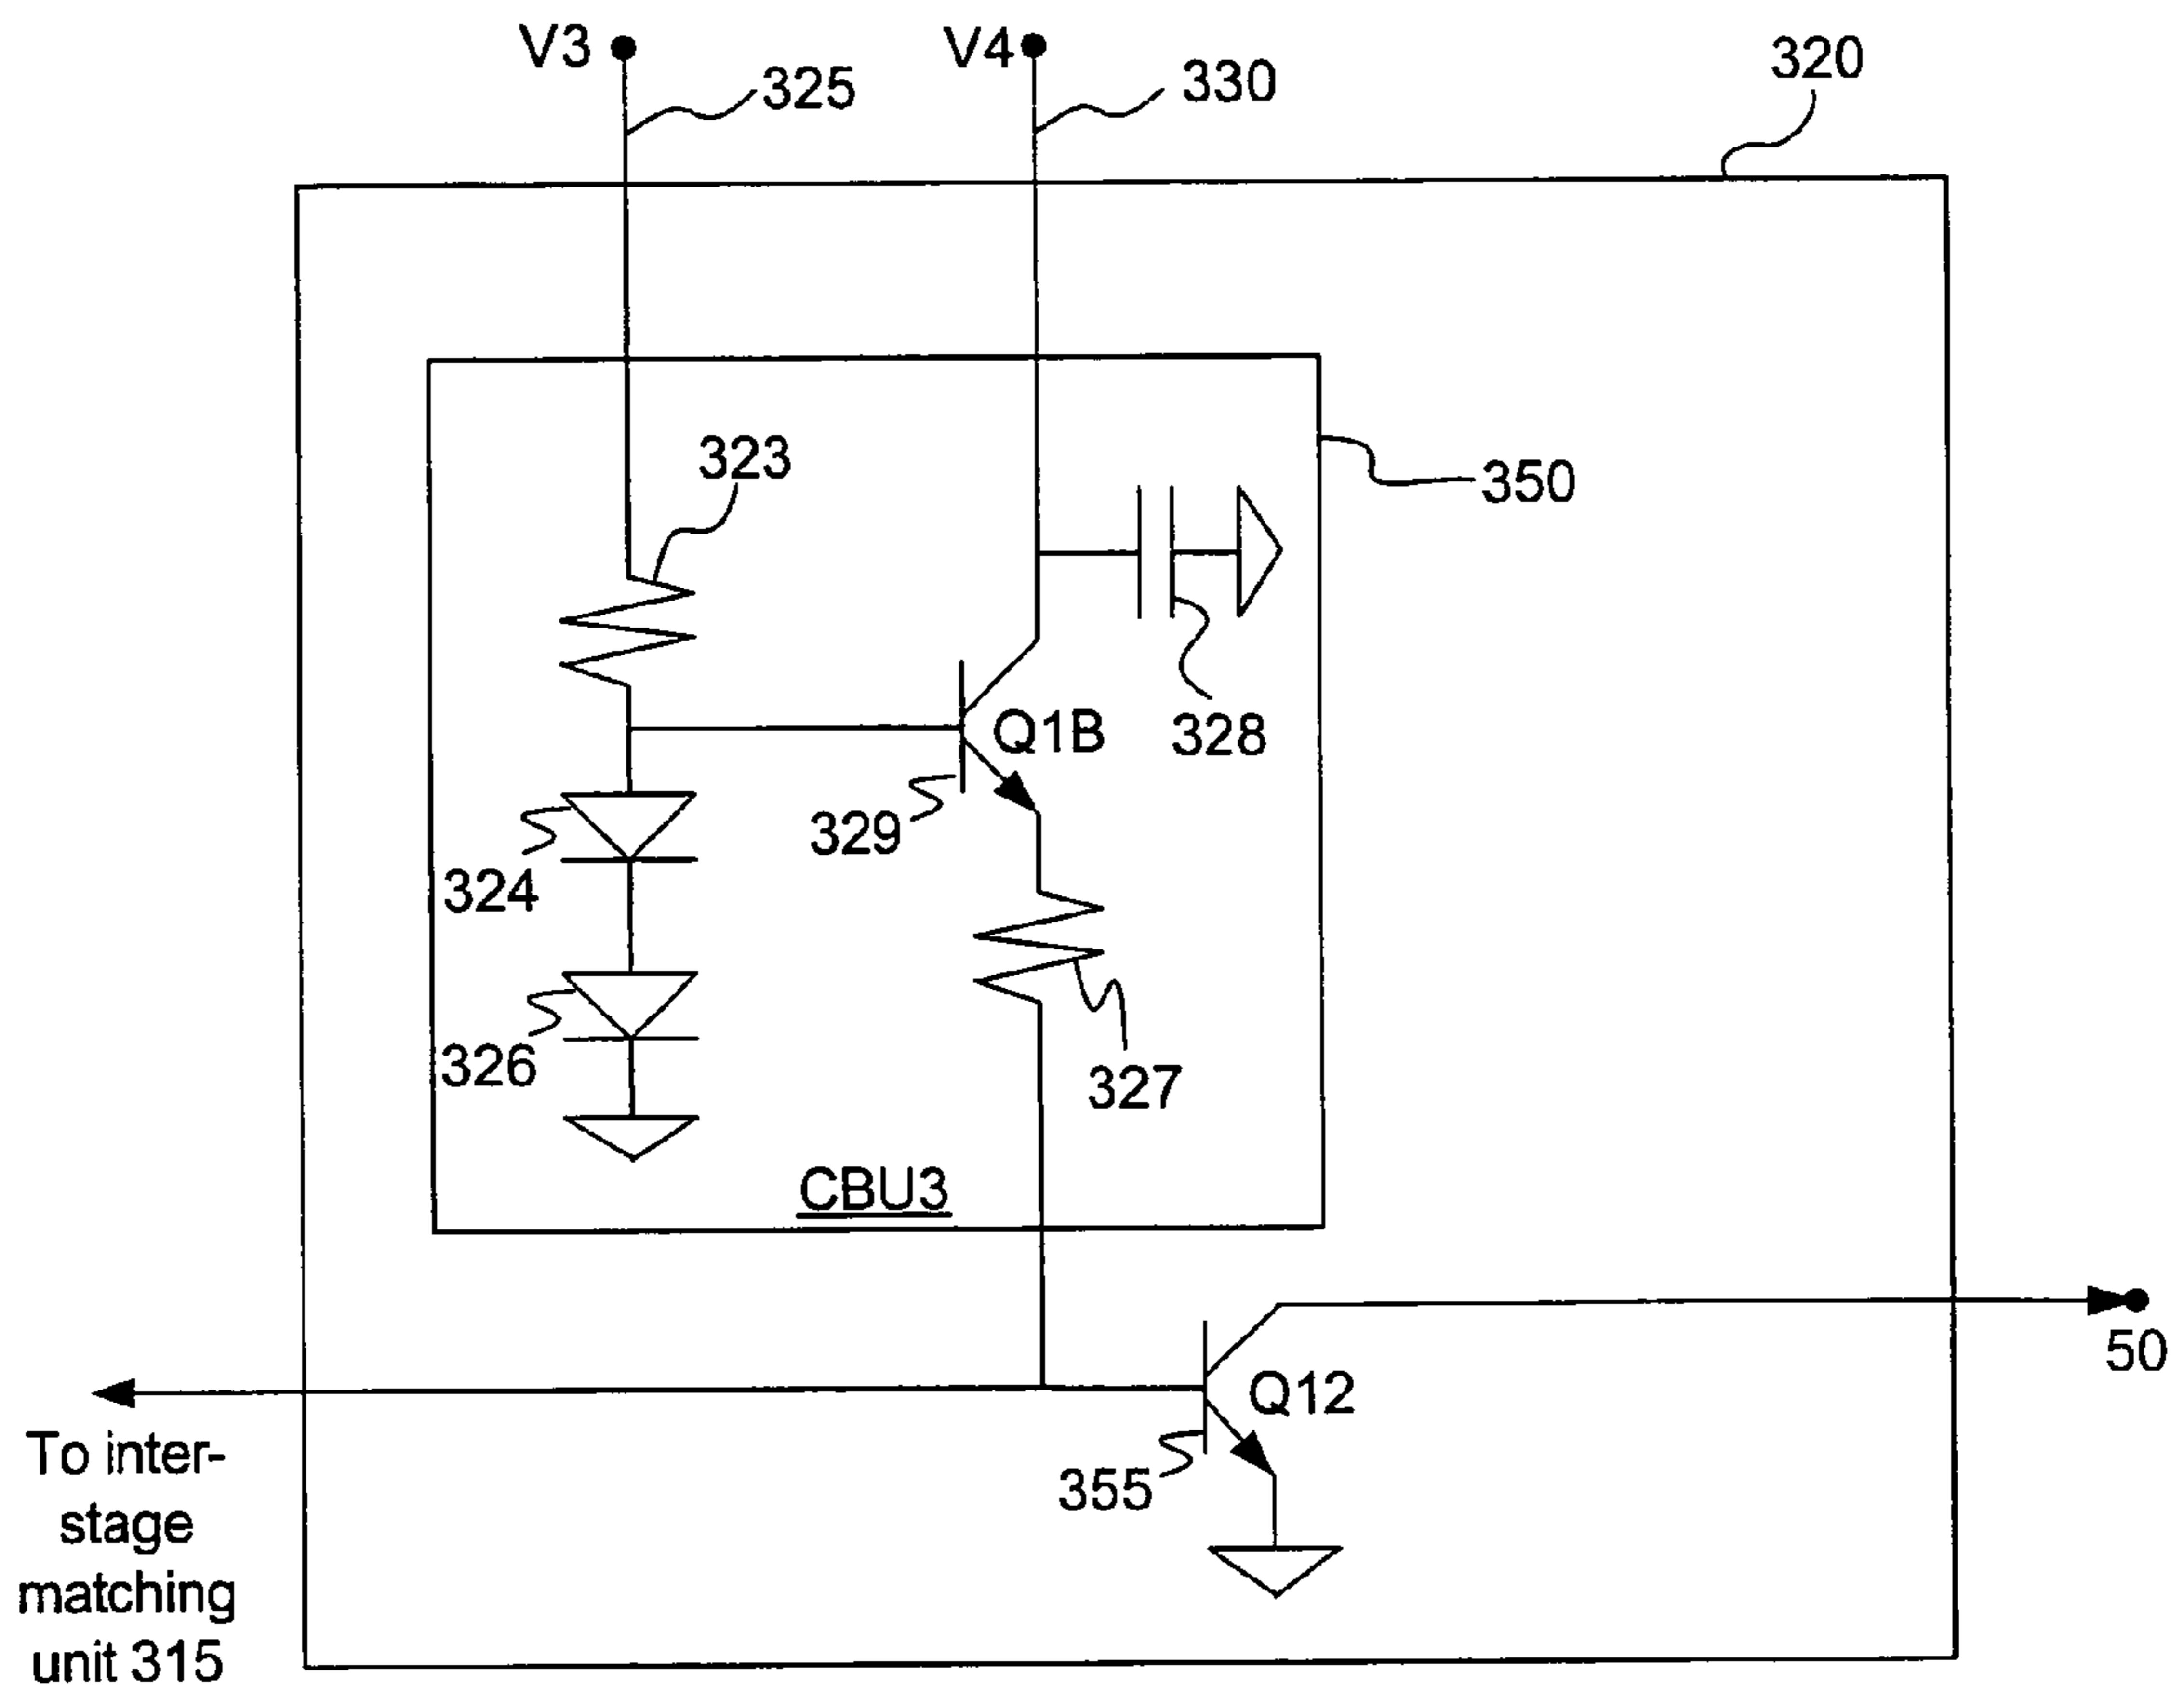 V3
V4
325
330
320
323
350
Q1B
328
329
324
326
327
CBU3
50
Q12
355
To inter-
stage
matching
unit 315